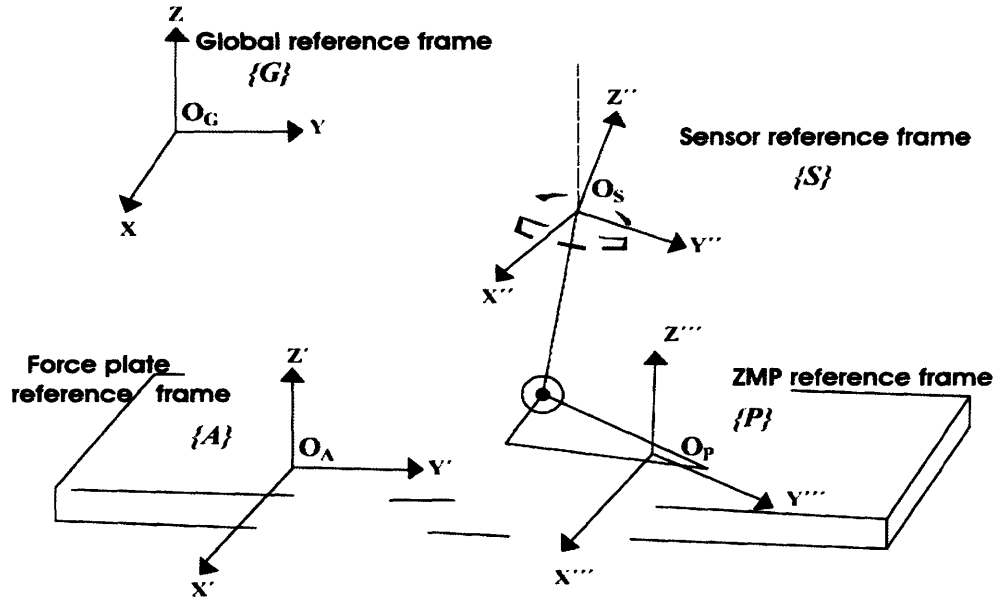 Z
Global reference frame
{G}
O_G
Y
X
Z´´
Sensor reference frame
{S}
O_S
Y´´
X´´
Force plate
reference frame
{A}
Z´
O_A
Y´
X´
Z´´´
ZMP reference frame
{P}
O_P
Y´´´
X´´´